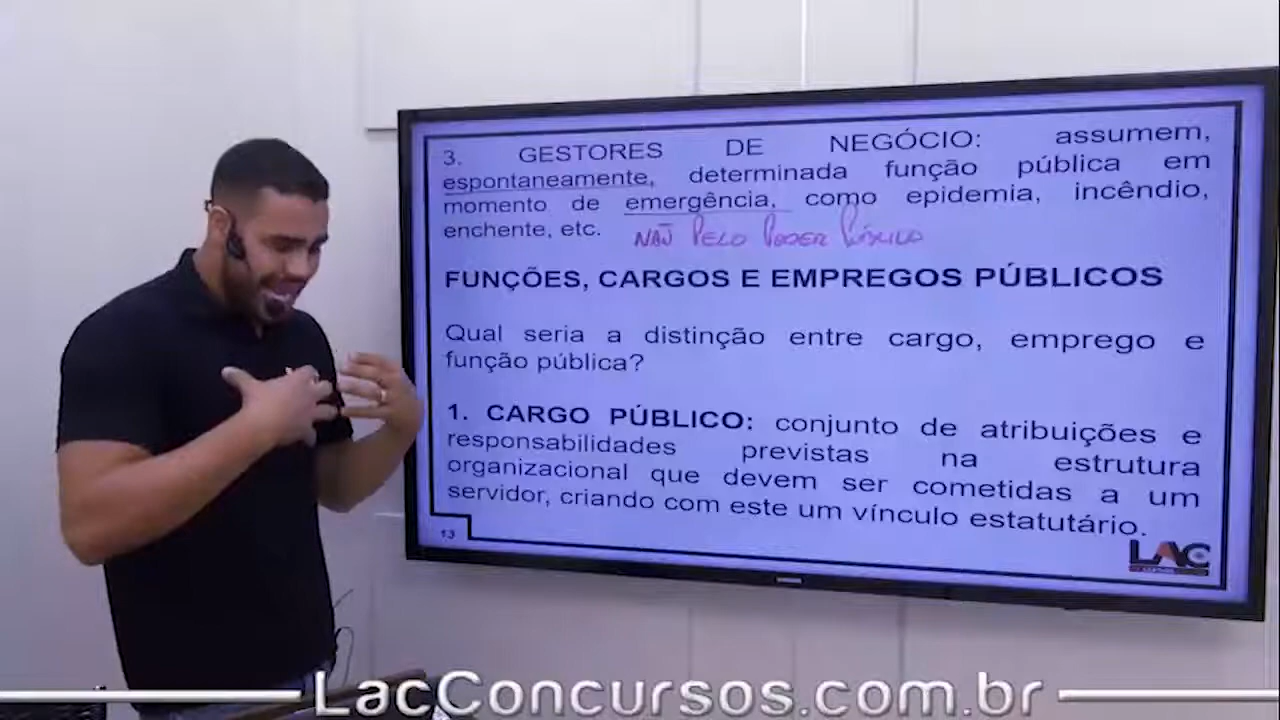 3. GESTORES DE NEGÓCIO: assumem,
espontaneamente, determinada função pública em
momento de emergência, como epidemia, incêndio,
enchente, etc. NÃO PELO PODER PÚBLICO
FUNÇÕES, CARGOS E EMPREGOS PÚBLICOS
Qual seria a distinção entre cargo, emprego e
função pública?
1. CARGO PÚBLICO: conjunto de atribuições e
responsabilidades previstas na estrutura
organizacional que devem ser cometidas a um
servidor, criando com este um vínculo estatutário.
13
LAC
LacConcursos.com.br